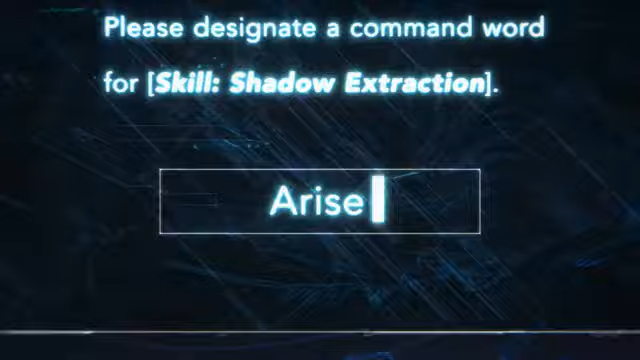 Please designate a command word
for [Skill: Shadow Extraction].
Arise